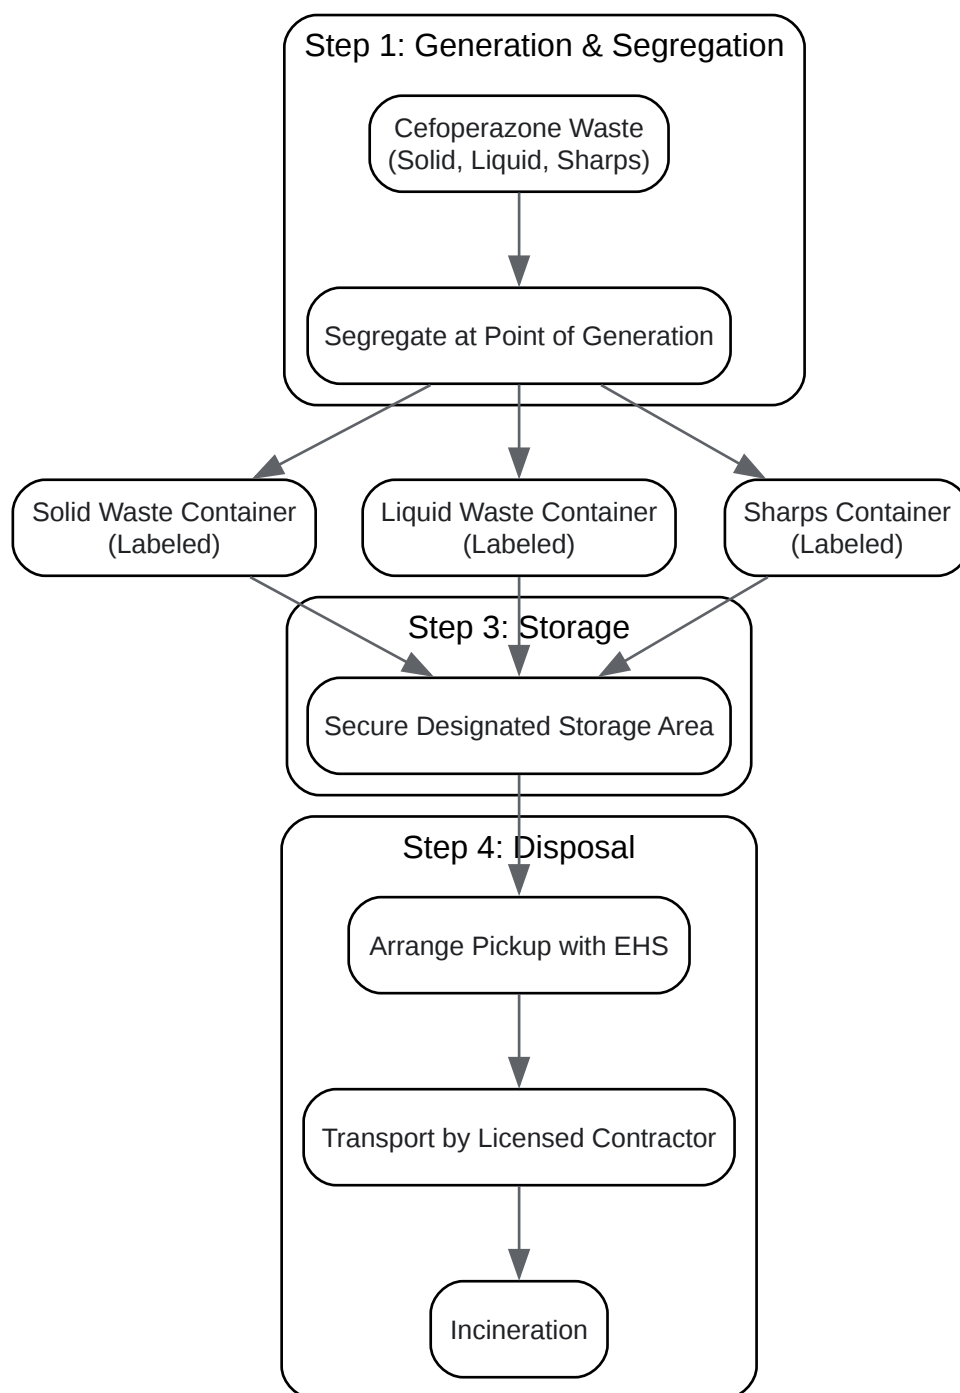 Step 1: Generation & Segregation
Cefoperazone Waste
(Solid, Liquid, Sharps)
Segregate at Point of Generation
Solid Waste Container
(Labeled)
Liquid Waste Container
(Labeled)
Sharps Container
(Labeled)
Step 3: Storage
Secure Designated Storage Area
Step 4: Disposal
Arrange Pickup with EHS
Transport by Licensed Contractor
Incineration